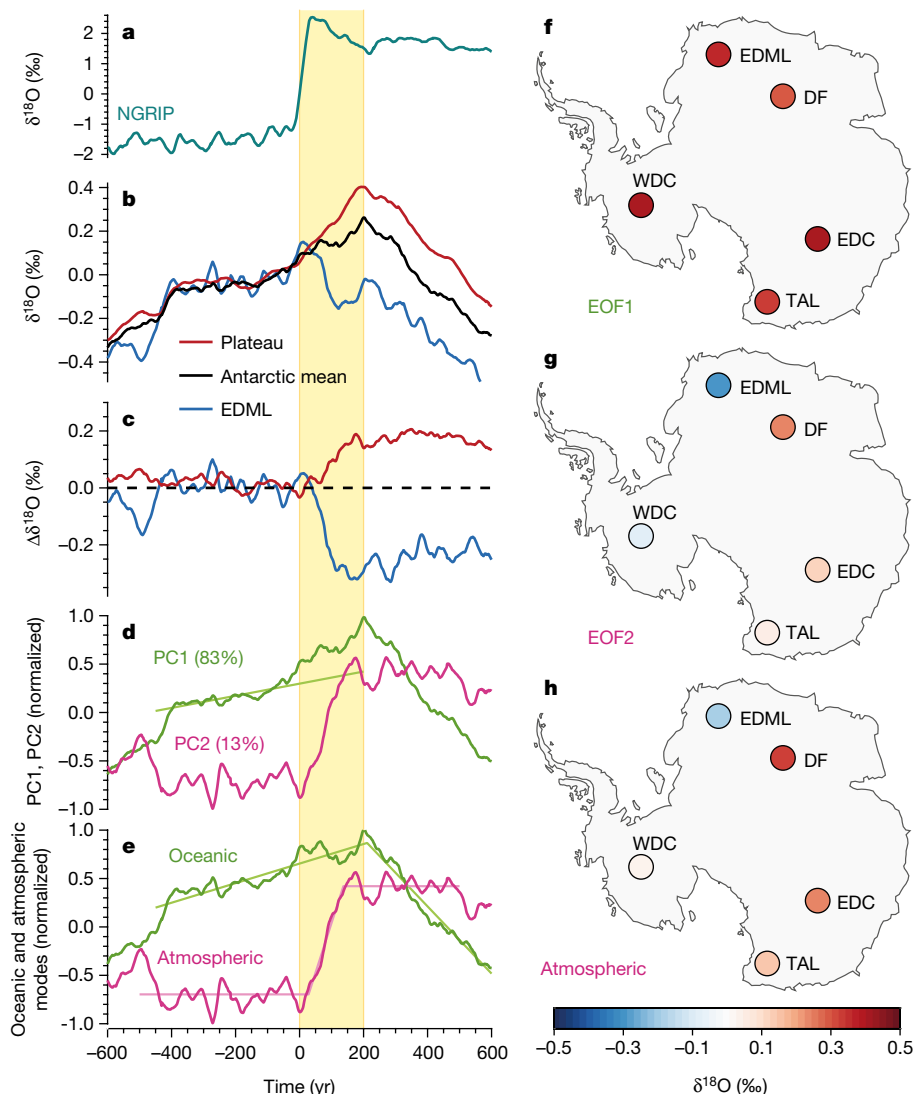 a
δ18O (‰)
2
1
0
−1
−2
NGRIP
b
δ18O (‰)
0.4
0.2
0.0
−0.2
−0.4
Plateau
Antarctic mean
EDML
c
Δδ18O (‰)
0.2
0.0
−0.2
d
PC1, PC2 (normalized)
1.0
0.5
0.0
−0.5
−1.0
PC1 (83%)
PC2 (13%)
e
Oceanic and atmospheric
modes (normalized)
1.0
0.5
0.0
−0.5
−1.0
Oceanic
Atmospheric
−600 −400 −200 0 200 400 600
Time (yr)
f
EDML
DF
WDC
EDC
TAL
EOF1
g
EDML
DF
WDC
EDC
TAL
EOF2
h
EDML
DF
WDC
EDC
TAL
Atmospheric
−0.5 −0.3 −0.1 0.1 0.3 0.5
δ18O (‰)